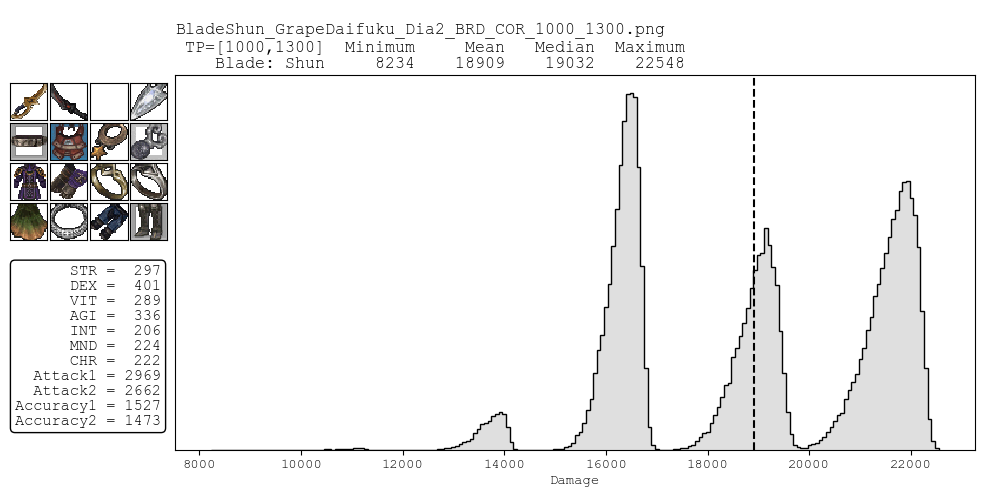 BladeShun_GrapeDaifuku_Dia2_BRD_COR_1000_1300.png
TP=[1000,1300] Minimum Mean Median Maximum
Blade: Shun 8234 18909 19032 22548
STR = 297
DEX = 401
VIT = 289
AGI = 336
INT = 206
MND = 224
CHR = 222
Attack1 = 2969
Attack2 = 2662
Accuracy1 = 1527
Accuracy2 = 1473
8000 10000 12000 14000 16000 18000 20000 22000
Damage